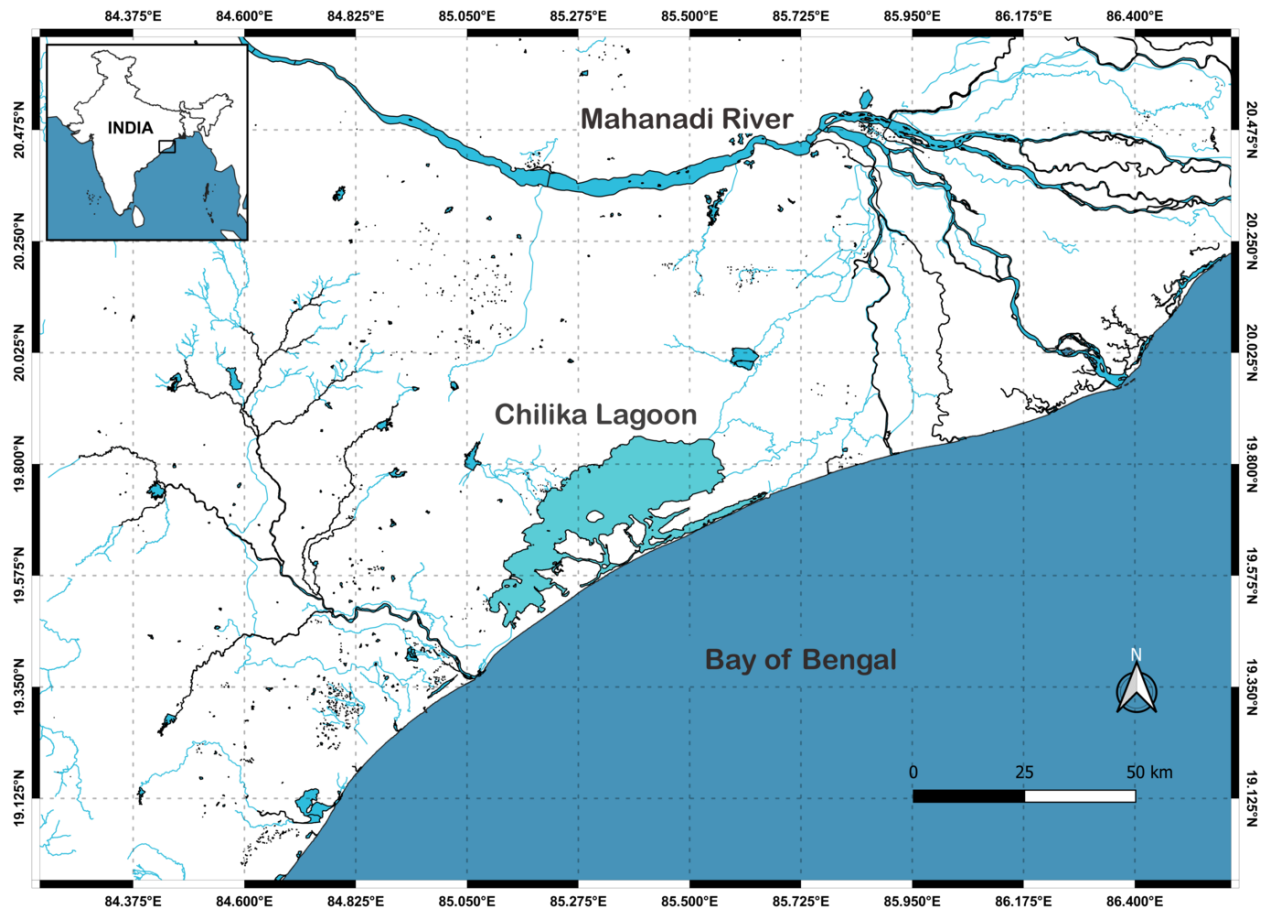 84.375°E 84.600°E 84.825°E 85.050°E 85.275°E 85.500°E 85.725°E 85.950°E 86.175°E 86.400°E
INDIA
Mahanadi River
20.475°N 20.475°N
20.250°N 20.250°N
20.025°N 20.025°N
Chilika Lagoon
19.800°N 19.800°N
19.575°N 19.575°N
Bay of Bengal
N
19.350°N 19.350°N
0 25 50 km
19.125°N 19.125°N
84.375°E 84.600°E 84.825°E 85.050°E 85.275°E 85.500°E 85.725°E 85.950°E 86.175°E 86.400°E